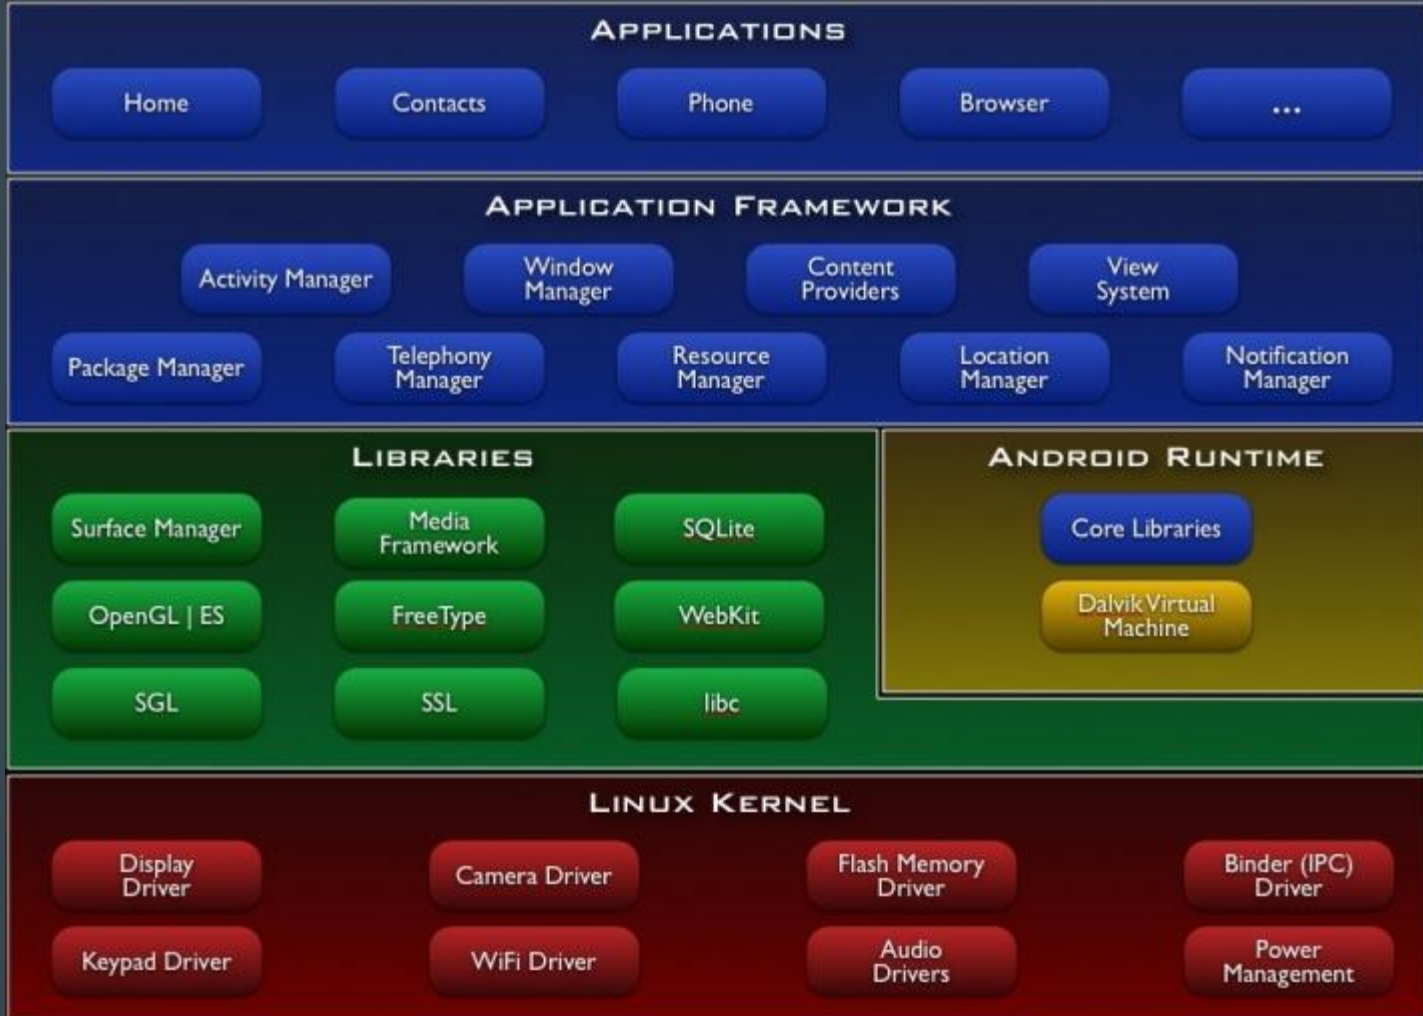 APPLICATIONS
Home
Contacts
Phone
Browser
...
APPLICATION FRAMEWORK
Activity Manager
Window
Manager
Content
Providers
View
System
Package Manager
Telephony
Manager
Resource
Manager
Location
Manager
Notification
Manager
LIBRARIES
Surface Manager
Media
Framework
SQLite
OpenGL | ES
FreeType
WebKit
SGL
SSL
libc
ANDROID RUNTIME
Core Libraries
Dalvik Virtual
Machine
LINUX KERNEL
Display
Driver
Camera Driver
Flash Memory
Driver
Binder (IPC)
Driver
Keypad Driver
WiFi Driver
Audio
Drivers
Power
Management